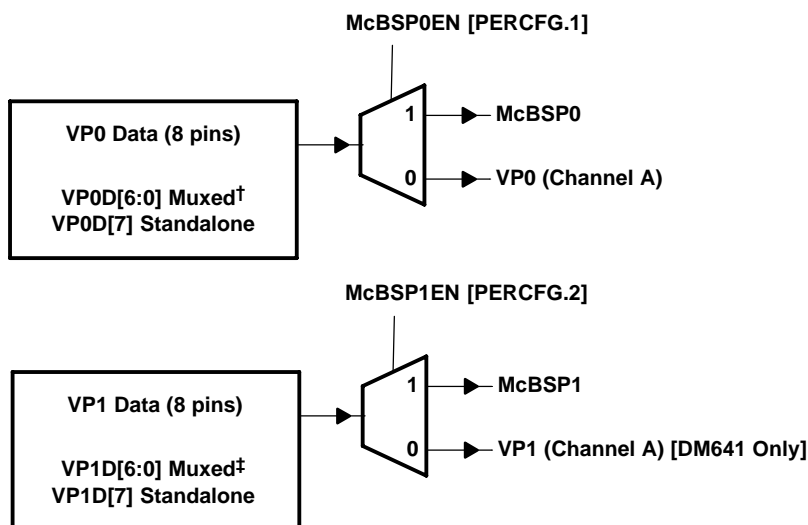 McBSP0EN [PERCFG.1]
VP0 Data (8 pins)
VP0D[6:0] Muxed†
VP0D[7] Standalone
1
McBSP0
0
VP0 (Channel A)
McBSP1EN [PERCFG.2]
VP1 Data (8 pins)
VP1D[6:0] Muxed‡
VP1D[7] Standalone
1
McBSP1
0
VP1 (Channel A) [DM641 Only]